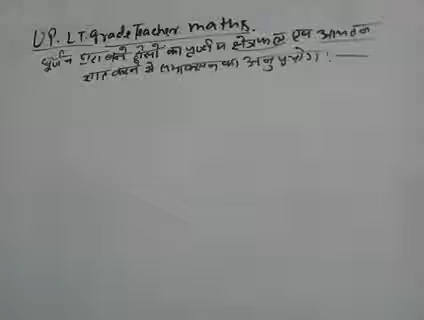 UP. LT. grade Teacher maths.
घूर्णन द्वारा बने ठोसों का पृष्ठीय क्षेत्रफल एवं आयतन
ज्ञात करने में समाकलन का अनुप्रयोग :—